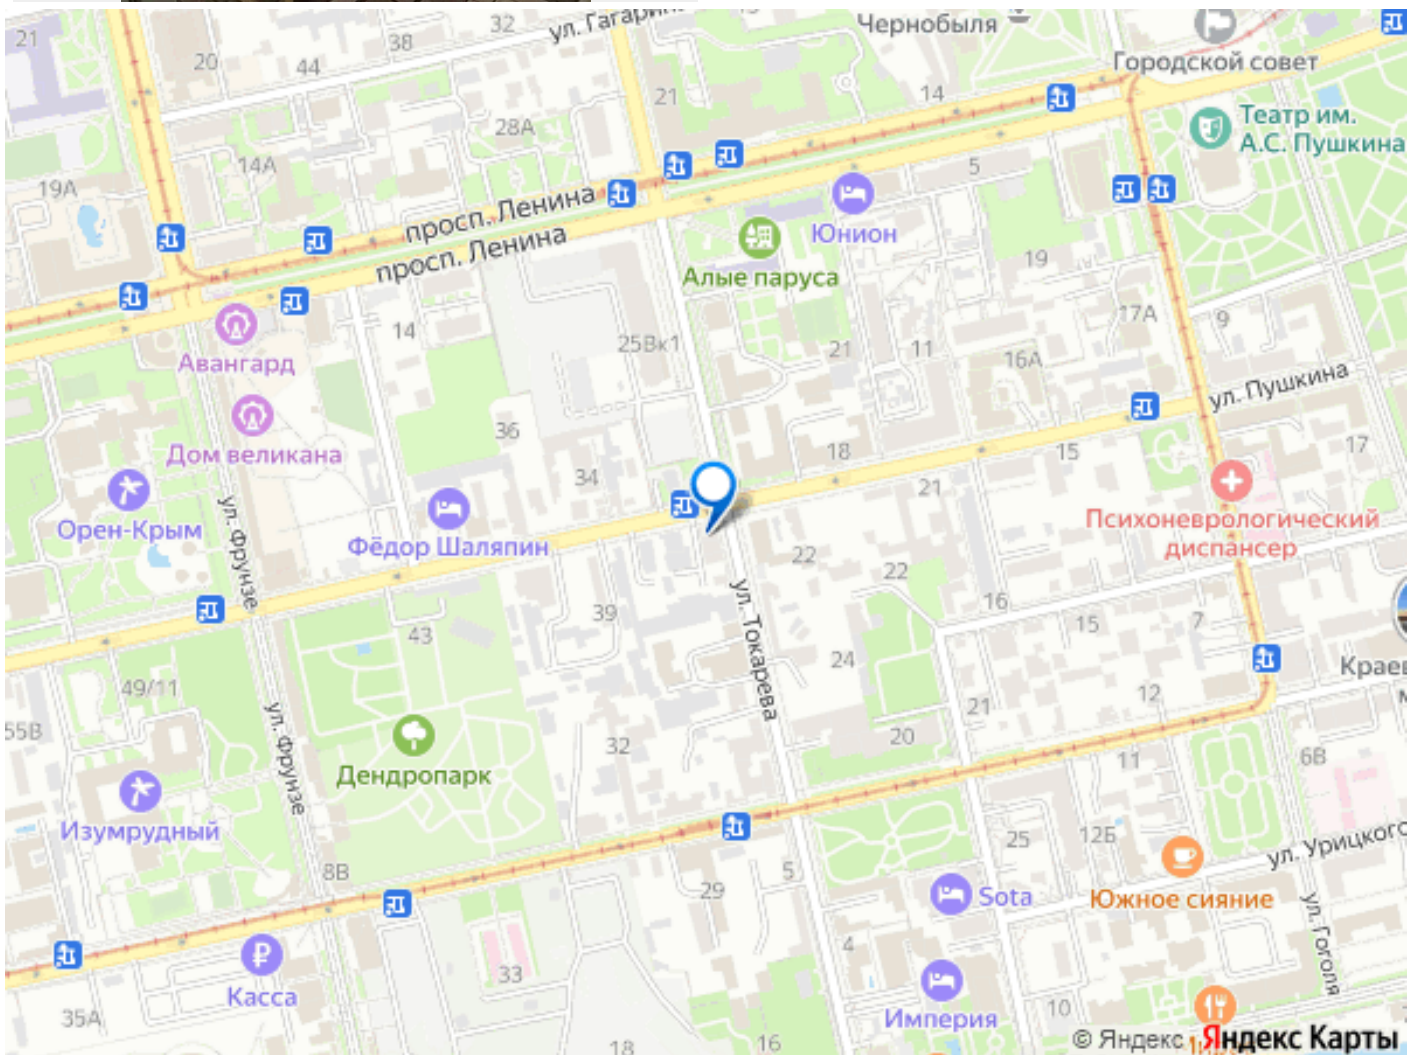 21
38
32
ул. Гагарина
Чернобыля
20
44
Городской совет
21
14
28А
Театр им.
А.С. Пушкина
14А
5
19А
просп. Ленина
просп. Ленина
Юнион
Алые паруса
19
17А
9
14
25Вк1
21
11
16А
Авангард
ул. Пушкина
36
Дом великана
18
15
17
34
21
Орен-Крым
ул. Фрунзе
Фёдор Шаляпин
Психоневрологический
диспансер
22
22
39
16
43
ул. Токарева
15
7
24
Крае
49/11
12
21
55В
ул. Фрунзе
32
20
6В
11
Дендропарк
Изумрудный
25
12Б
ул. Урицкого
8В
5
29
Sota
Южное сияние
ул. Гоголя
4
33
Касса
35А
10
Империя
18
16
© Яндекс
Яндекс Карты